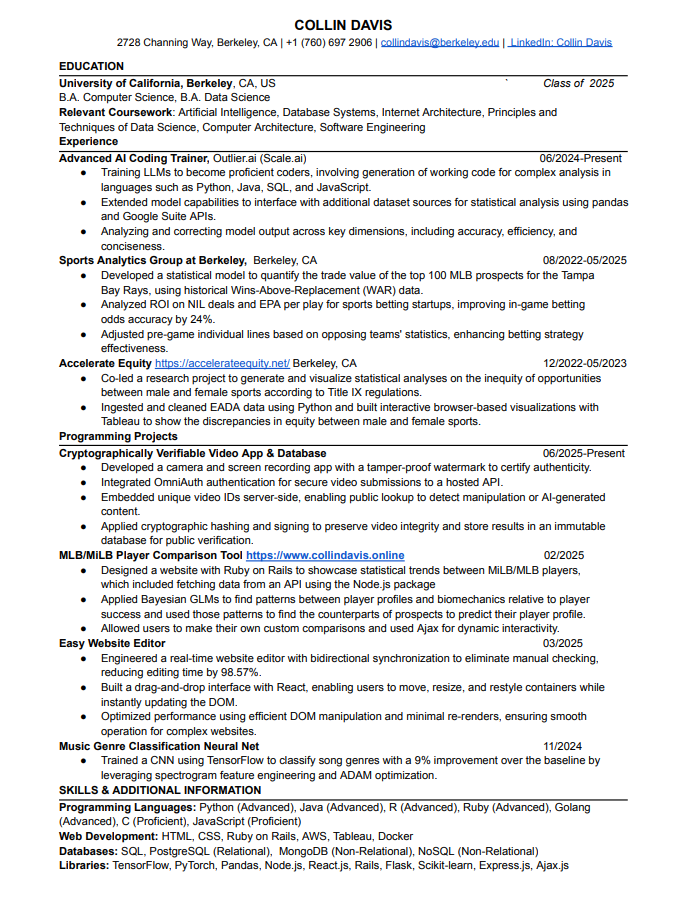 COLLIN DAVIS
2728 Channing Way, Berkeley, CA | +1 (760) 697 2906 | collindavis@berkeley.edu | LinkedIn: Collin Davis
EDUCATION
University of California, Berkeley, CA, US ` Class of 2025
B.A. Computer Science, B.A. Data Science
Relevant Coursework: Artificial Intelligence, Database Systems, Internet Architecture, Principles and
Techniques of Data Science, Computer Architecture, Software Engineering
Experience
Advanced AI Coding Trainer, Outlier.ai (Scale.ai) 06/2024-Present
● Training LLMs to become proficient coders, involving generation of working code for complex analysis in
languages such as Python, Java, SQL, and JavaScript.
● Extended model capabilities to interface with additional dataset sources for statistical analysis using pandas
and Google Suite APIs.
● Analyzing and correcting model output across key dimensions, including accuracy, efficiency, and
conciseness.
Sports Analytics Group at Berkeley, Berkeley, CA 08/2022-05/2025
● Developed a statistical model to quantify the trade value of the top 100 MLB prospects for the Tampa
Bay Rays, using historical Wins-Above-Replacement (WAR) data.
● Analyzed ROI on NIL deals and EPA per play for sports betting startups, improving in-game betting
odds accuracy by 24%.
● Adjusted pre-game individual lines based on opposing teams' statistics, enhancing betting strategy
effectiveness.
Accelerate Equity https://accelerateequity.net/ Berkeley, CA 12/2022-05/2023
● Co-led a research project to generate and visualize statistical analyses on the inequity of opportunities
between male and female sports according to Title IX regulations.
● Ingested and cleaned EADA data using Python and built interactive browser-based visualizations with
Tableau to show the discrepancies in equity between male and female sports.
Programming Projects
Cryptographically Verifiable Video App & Database 06/2025-Present
● Developed a camera and screen recording app with a tamper-proof watermark to certify authenticity.
● Integrated OmniAuth authentication for secure video submissions to a hosted API.
● Embedded unique video IDs server-side, enabling public lookup to detect manipulation or AI-generated
content.
● Applied cryptographic hashing and signing to preserve video integrity and store results in an immutable
database for public verification.
MLB/MiLB Player Comparison Tool https://www.collindavis.online 02/2025
● Designed a website with Ruby on Rails to showcase statistical trends between MiLB/MLB players,
which included fetching data from an API using the Node.js package
● Applied Bayesian GLMs to find patterns between player profiles and biomechanics relative to player
success and used those patterns to find the counterparts of prospects to predict their player profile.
● Allowed users to make their own custom comparisons and used Ajax for dynamic interactivity.
Easy Website Editor 03/2025
● Engineered a real-time website editor with bidirectional synchronization to eliminate manual checking,
reducing editing time by 98.57%.
● Built a drag-and-drop interface with React, enabling users to move, resize, and restyle containers while
instantly updating the DOM.
● Optimized performance using efficient DOM manipulation and minimal re-renders, ensuring smooth
operation for complex websites.
Music Genre Classification Neural Net 11/2024
● Trained a CNN using TensorFlow to classify song genres with a 9% improvement over the baseline by
leveraging spectrogram feature engineering and ADAM optimization.
SKILLS & ADDITIONAL INFORMATION
Programming Languages: Python (Advanced), Java (Advanced), R (Advanced), Ruby (Advanced), Golang
(Advanced), C (Proficient), JavaScript (Proficient)
Web Development: HTML, CSS, Ruby on Rails, AWS, Tableau, Docker
Databases: SQL, PostgreSQL (Relational), MongoDB (Non-Relational), NoSQL (Non-Relational)
Libraries: TensorFlow, PyTorch, Pandas, Node.js, React.js, Rails, Flask, Scikit-learn, Express.js, Ajax.js